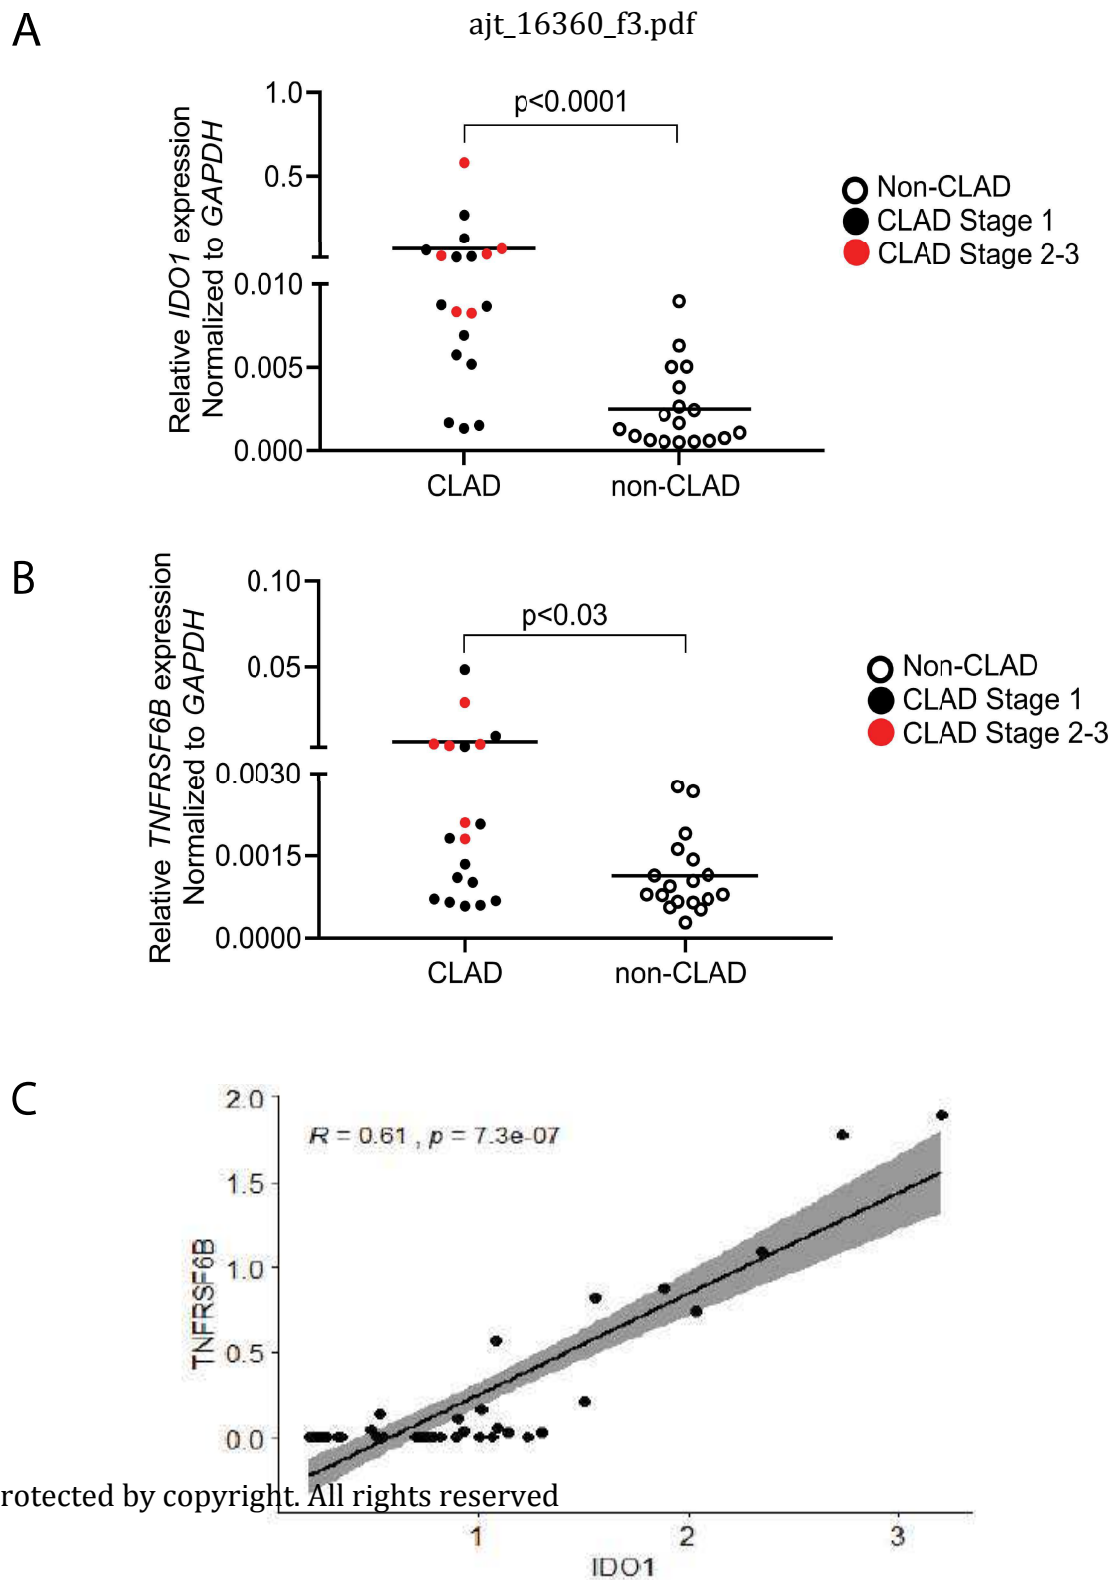 ajt_16360_f3.pdf
A
Relative IDO1 expression
Normalized to GAPDH
1.0
0.5
0.010
0.005
0.000
p<0.0001
CLAD
non-CLAD
Non-CLAD
CLAD Stage 1
CLAD Stage 2-3
B
Relative TNFRSF6B expression
Normalized to GAPDH
0.10
0.05
0.0030
0.0015
0.0000
p<0.03
CLAD
non-CLAD
Non-CLAD
CLAD Stage 1
CLAD Stage 2-3
C
TNFRSF6B
2.0
1.5
1.0
0.5
0.0
R = 0.61 , p = 7.3e-07
rotected by copyright. All rights reserved
1
2
3
IDO1